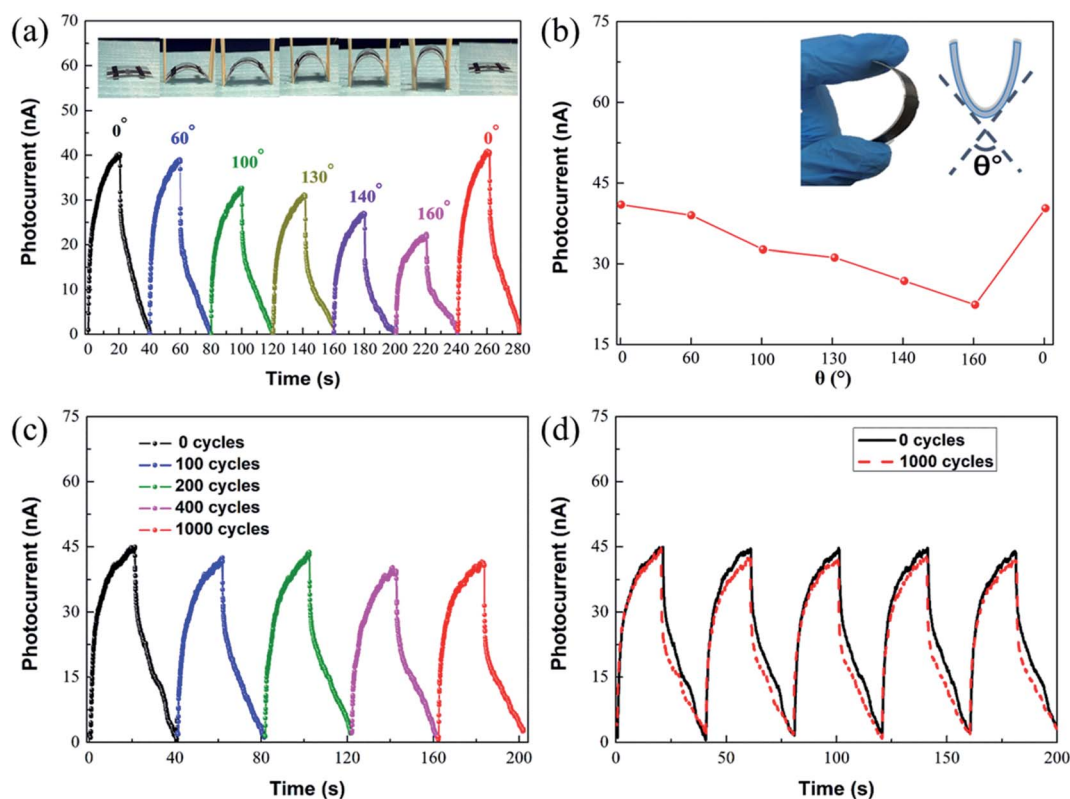 (a)
70
60
50
40
30
20
10
0
Photocurrent (nA)
0°
60°
100°
130°
140°
160°
0°
0 20 40 60 80 100 120 140 160 180 200 220 240 260 280
Time (s)
(b)
75
60
45
30
15
Photocurrent (nA)
θ°
0 60 100 130 140 160 0
θ (°)
(c)
75
60
45
30
15
0
Photocurrent (nA)
0 cycles
100 cycles
200 cycles
400 cycles
1000 cycles
0 40 80 120 160 200
Time (s)
(d)
75
60
45
30
15
0
Photocurrent (nA)
0 cycles
1000 cycles
0 50 100 150 200
Time (s)